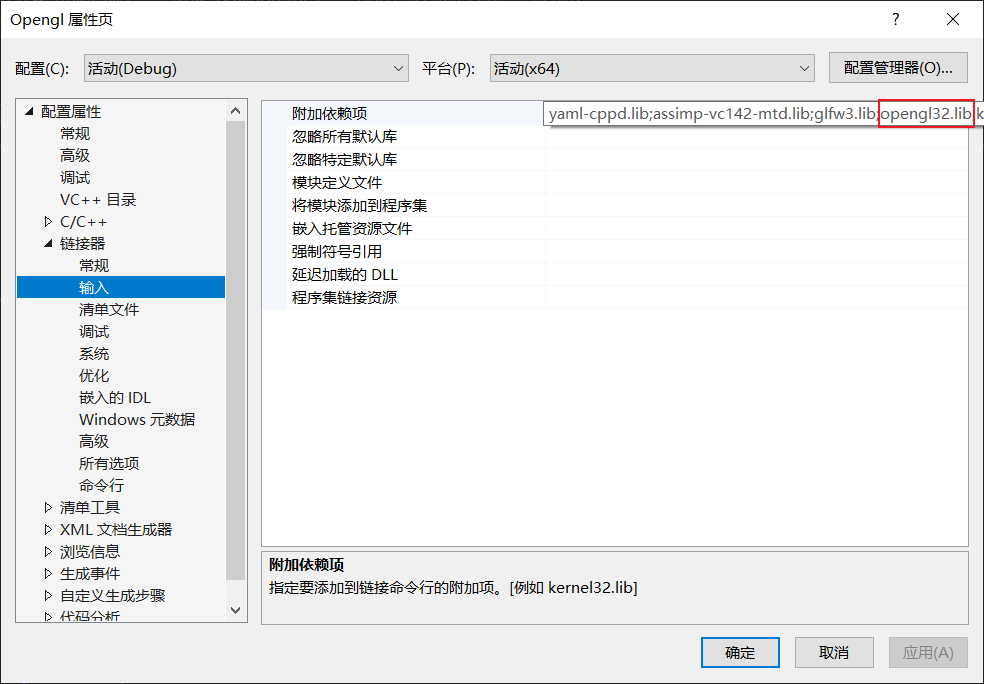 Opengl 属性页
?
配置(C): 活动(Debug) 平台(P): 活动(x64) 配置管理器(O)...
配置属性
常规
高级
调试
VC++ 目录
C/C++
链接器
常规
输入
清单文件
调试
系统
优化
嵌入的 IDL
Windows 元数据
高级
所有选项
命令行
清单工具
XML 文档生成器
浏览信息
生成事件
自定义生成步骤
代码分析
附加依赖项 yaml-cppd.lib;assimp-vc142-mtd.lib;glfw3.lib;opengl32.lib;k
忽略所有默认库
忽略特定默认库
模块定义文件
将模块添加到程序集
嵌入托管资源文件
强制符号引用
延迟加载的 DLL
程序集链接资源
附加依赖项
指定要添加到链接命令行的附加项。[例如 kernel32.lib]
确定 取消 应用(A)